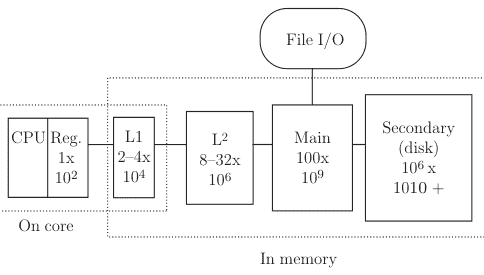 File I/O
CPU Reg.
1x
10²
L1
2–4x
10⁴
L²
8–32x
10⁶
Main
100x
10⁹
Secondary
(disk)
10⁶ x
1010 +
On core
In memory